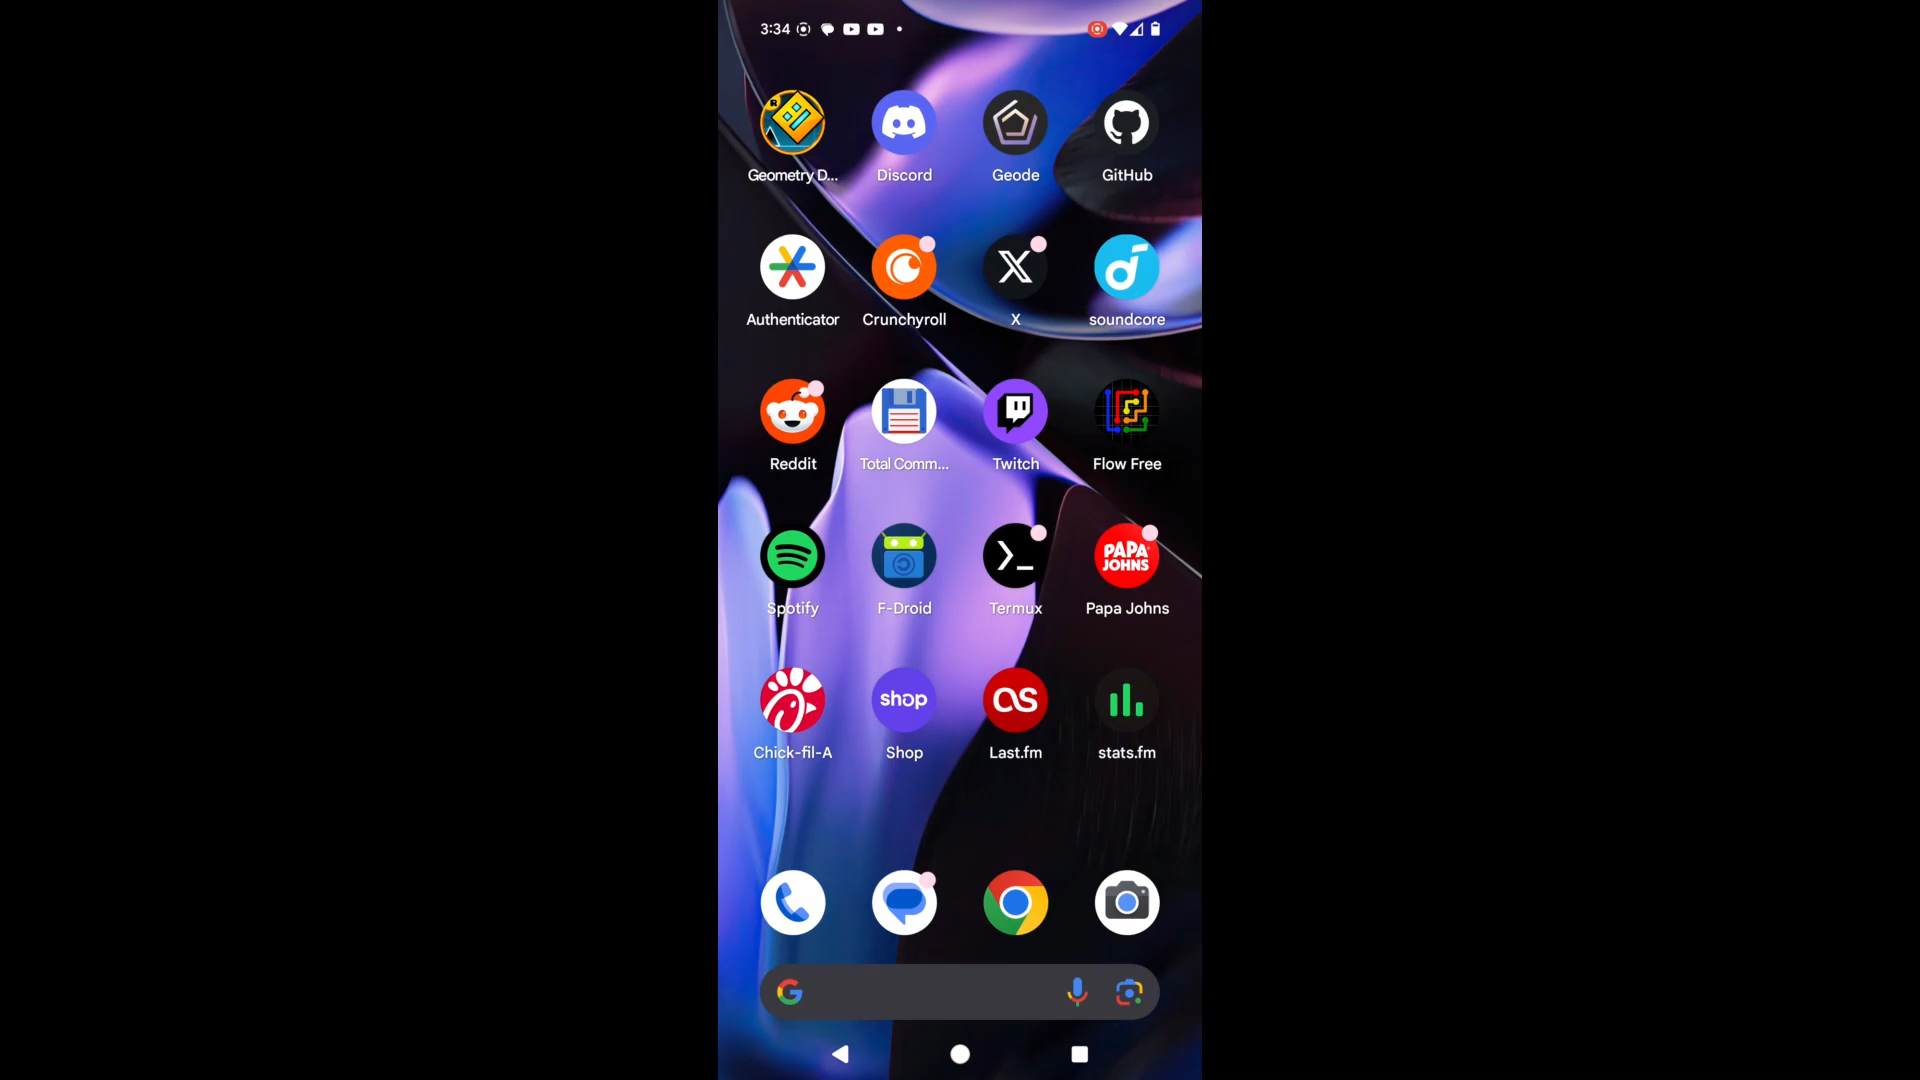 3:34
Geometry D... Discord Geode GitHub
Authenticator Crunchyroll X soundcore
Reddit Total Comm... Twitch Flow Free
PAPA JOHNS
Spotify F-Droid Termux Papa Johns
shop
Chick-fil-A Shop Last.fm stats.fm